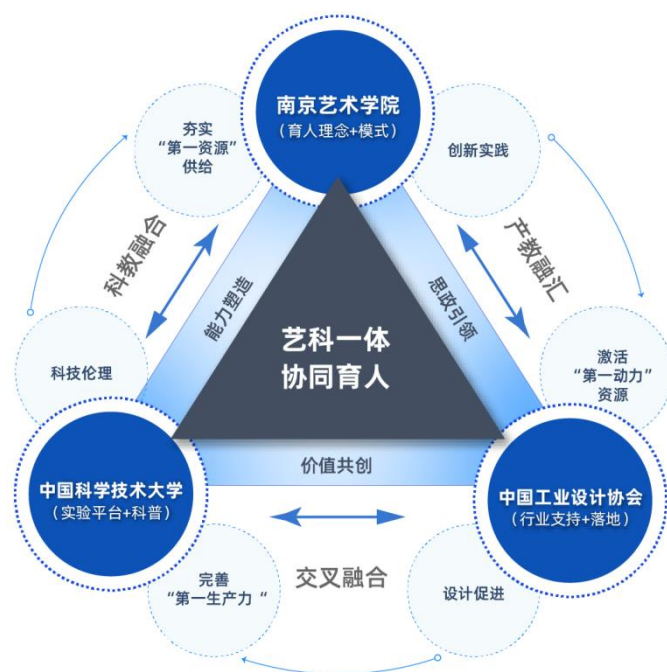 南京艺术学院
（育人理念+模式）
夯实
“第一资源”
供给
创新实践
科教融合
产教融汇
能力塑造
思政引领
艺科一体
协同育人
科技伦理
激活
“第一动力”
资源
价值共创
中国科学技术大学
（实验平台+科普）
中国工业设计协会
（行业支持+落地）
交叉融合
完善
“第一生产力“
设计促进